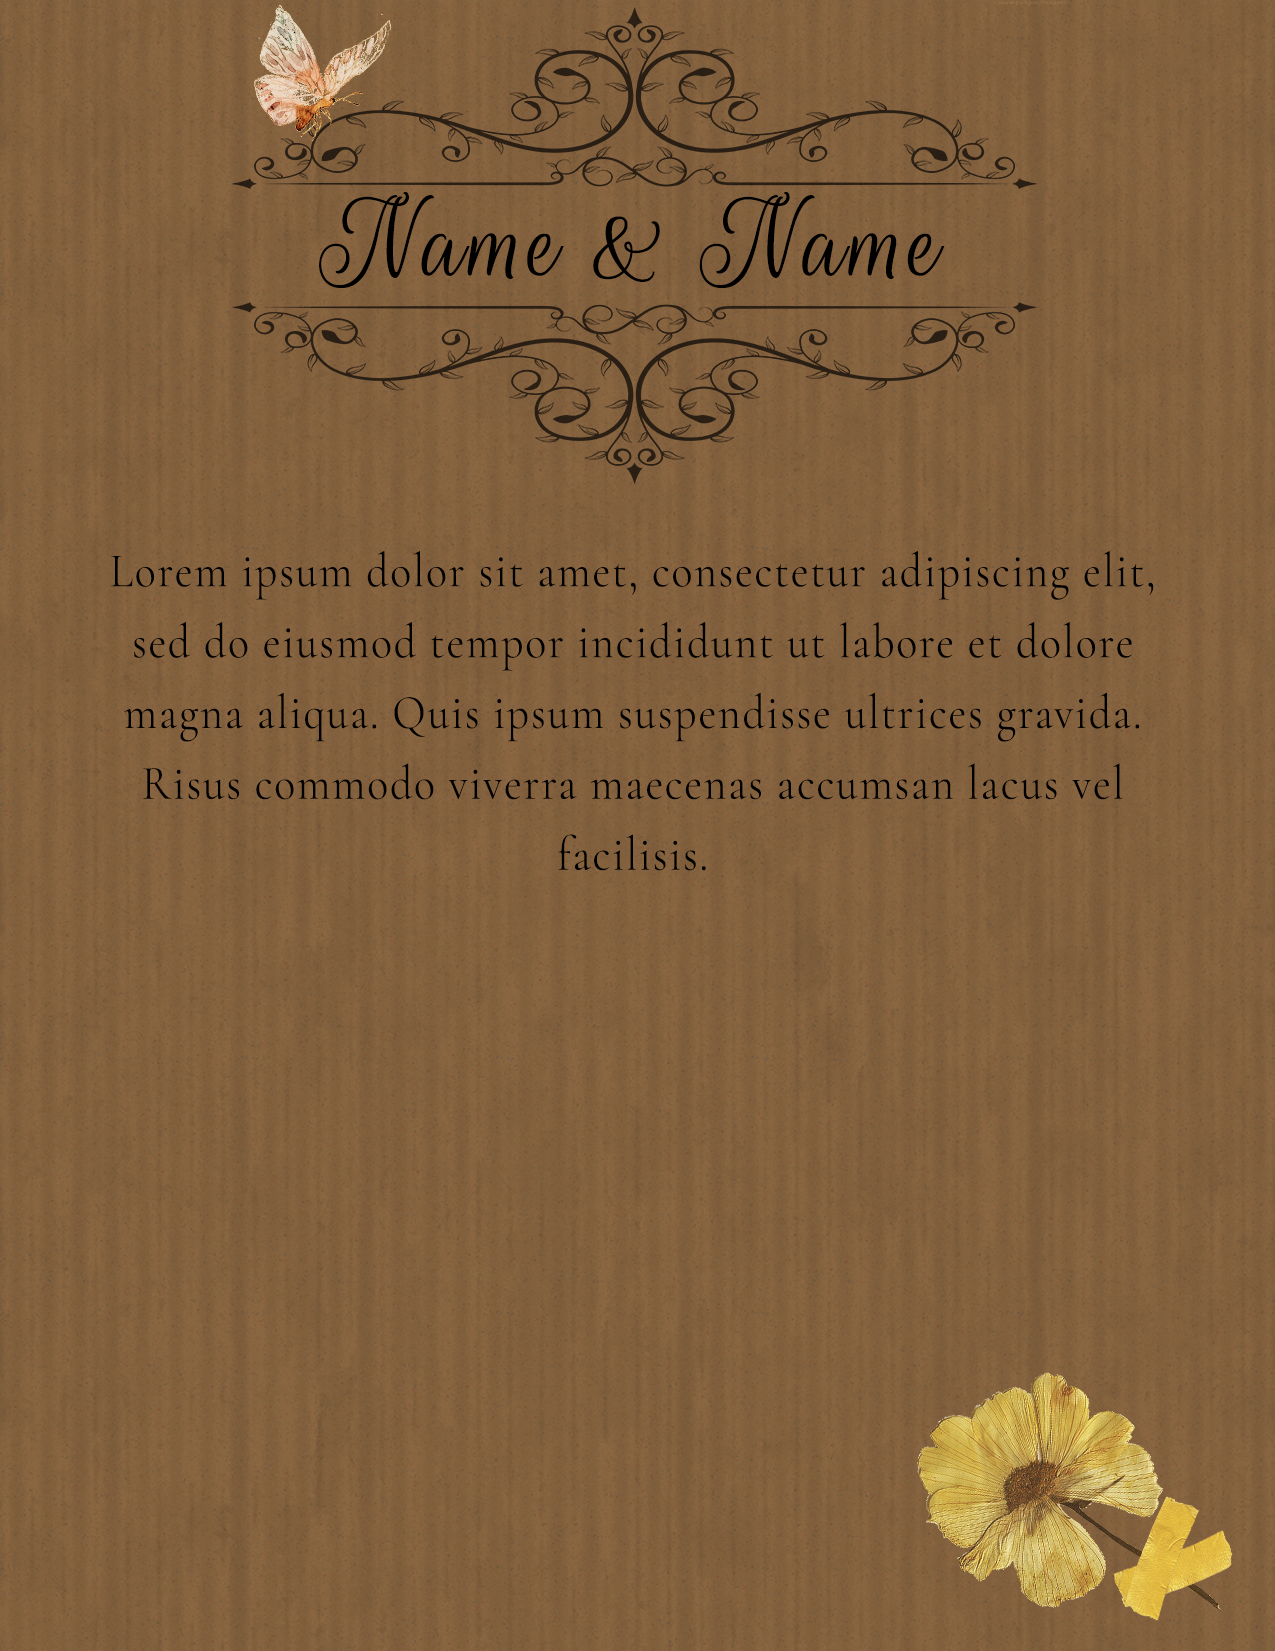 Name & Name
Lorem ipsum dolor sit amet, consectetur adipiscing elit,
sed do eiusmod tempor incididunt ut labore et dolore
magna aliqua. Quis ipsum suspendisse ultrices gravida.
Risus commodo viverra maecenas accumsan lacus vel
facilisis.